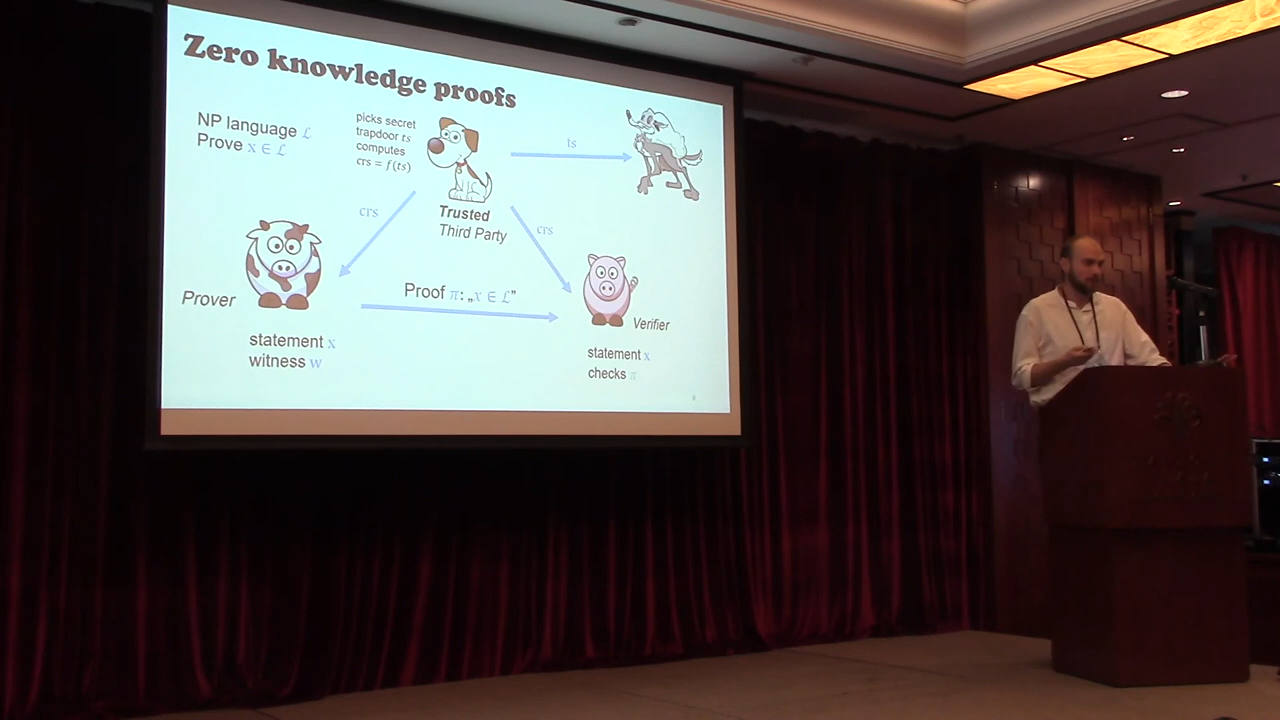 Zero knowledge proofs
NP language ℒ
Prove x ∈ ℒ
picks secret
trapdoor ts
computes
crs = f(ts)
ts
Trusted
Third Party
crs
crs
Prover
Proof π: „x ∈ ℒ”
Verifier
statement x
witness w
statement x
checks π